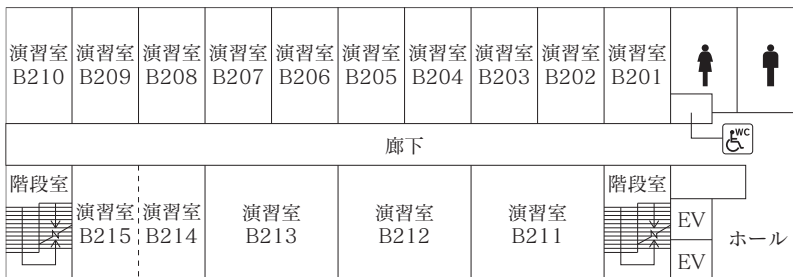 演習室
B210
演習室
B209
演習室
B208
演習室
B207
演習室
B206
演習室
B205
演習室
B204
演習室
B203
演習室
B202
演習室
B201
WC
廊下
階段室
演習室
B215
演習室
B214
演習室
B213
演習室
B212
演習室
B211
階段室
EV
EV
ホール